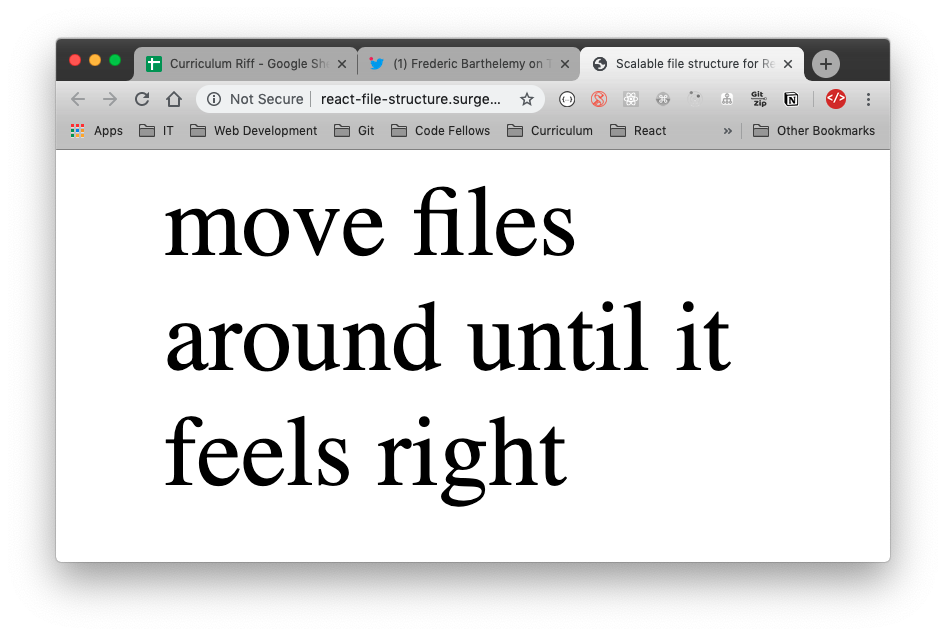 Curriculum Riff - Google She
(1) Frederic Barthelemy on T
Scalable file structure for Re
Not Secure
react-file-structure.surge...
Git
zip
Apps
IT
Web Development
Git
Code Fellows
Curriculum
React
»
Other Bookmarks
move files
around until it
feels right